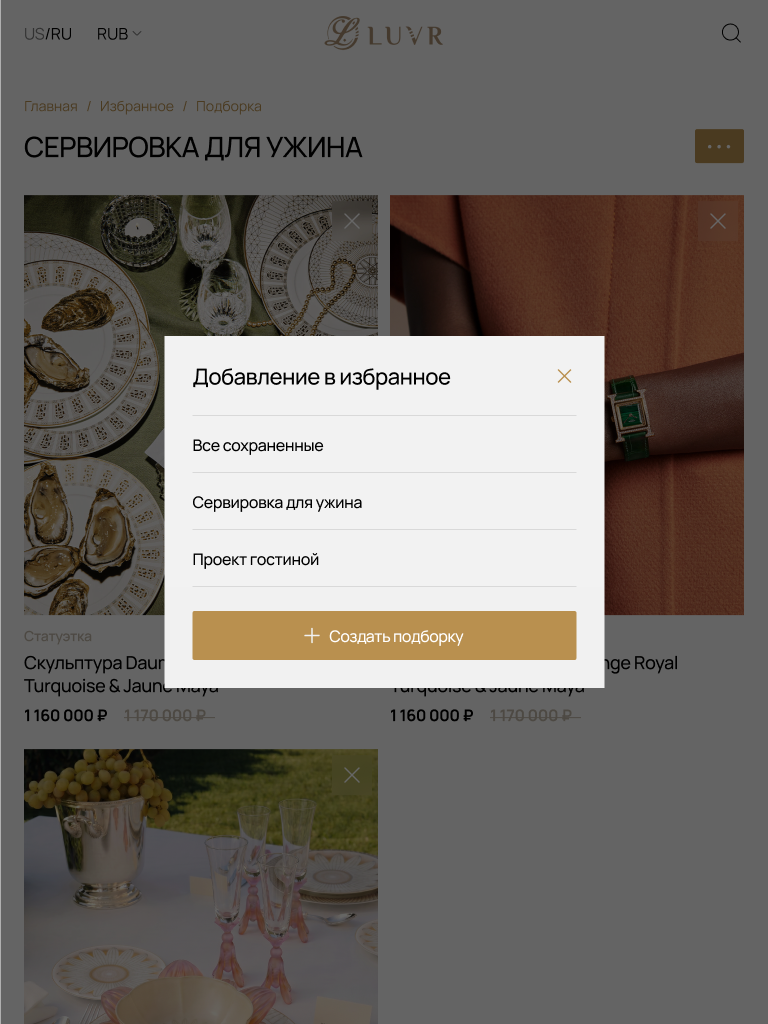 US/RU RUB LUVR
Главная / Избранное / Подборка
СЕРВИРОВКА ДЛЯ УЖИНА
Добавление в избранное
Все сохраненные
Сервировка для ужина
Проект гостиной
Создать подборку
Статуэтка
Скульптура
Turquoise & Jaune Maya
1 160 000 ₽ 1 170 000 ₽
Royal
Turquoise & Jaune Maya
1 160 000 ₽ 1 170 000 ₽